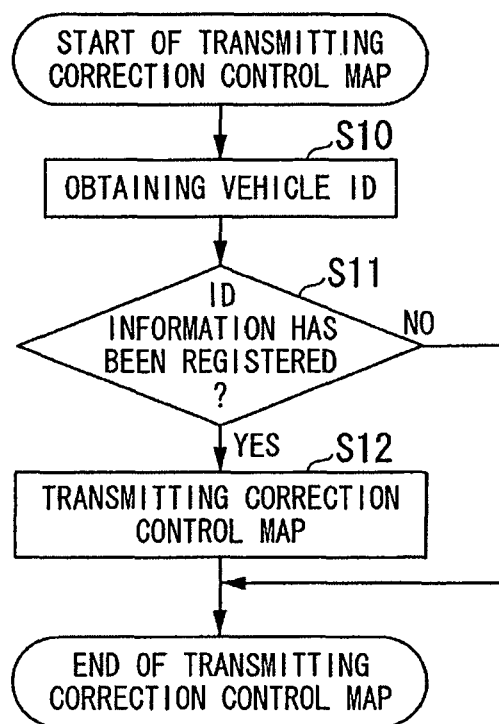 START OF TRANSMITTING
CORRECTION CONTROL MAP
S10
OBTAINING VEHICLE ID
S11
ID
INFORMATION HAS
BEEN REGISTERED
?
NO
YES
S12
TRANSMITTING CORRECTION
CONTROL MAP
END OF TRANSMITTING
CORRECTION CONTROL MAP